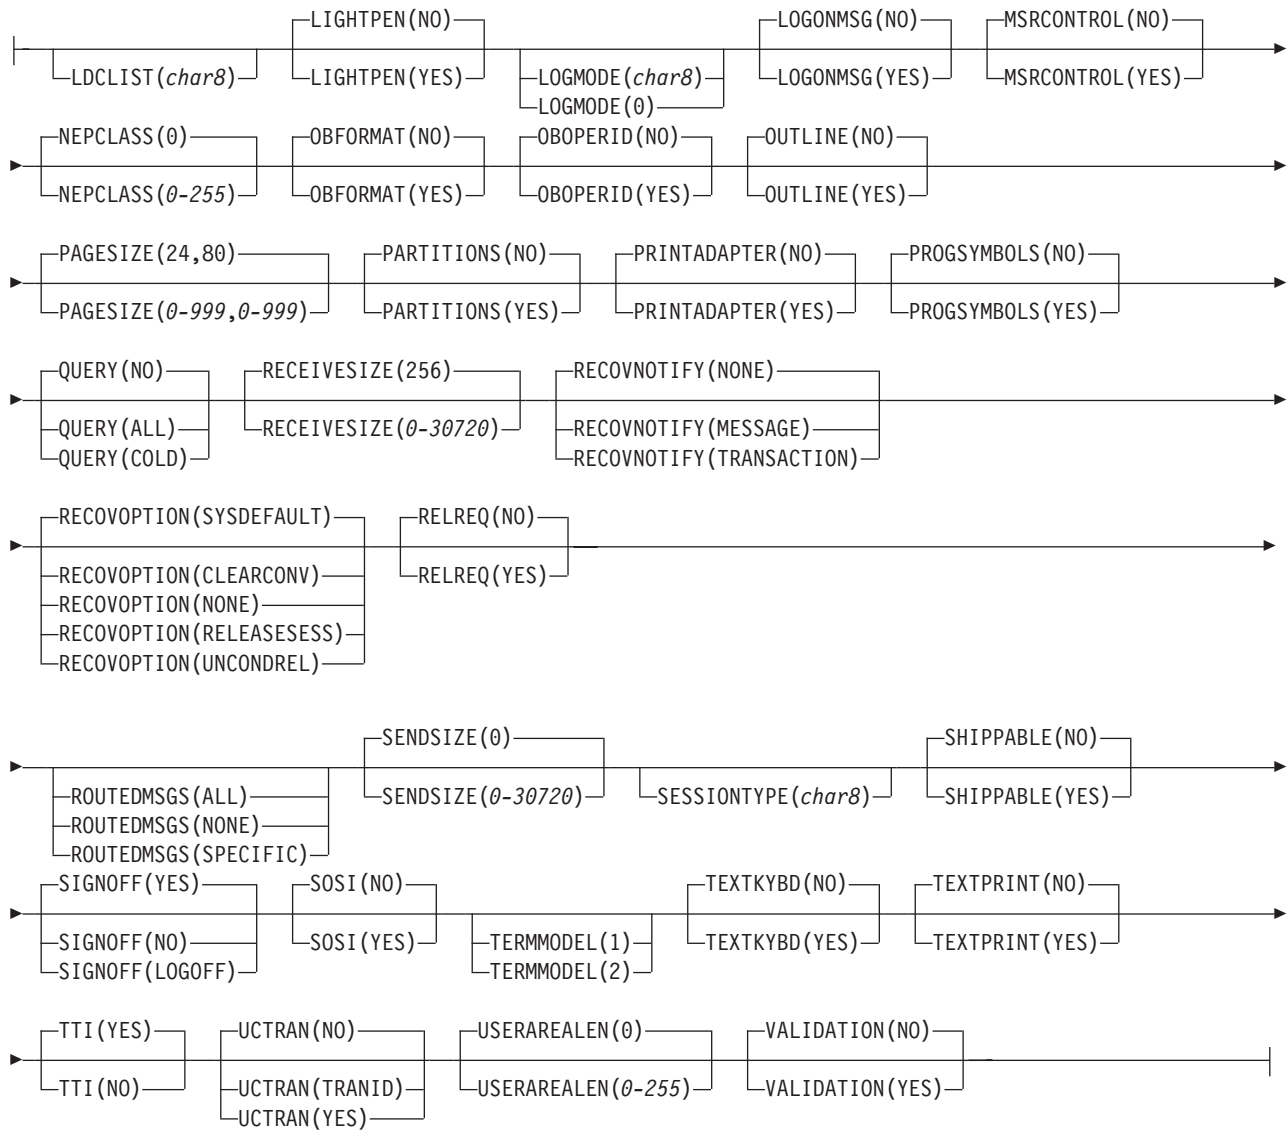 LIGHTPEN(NO) LOGONMSG(NO) MSRCONTROL(NO)
LDCLIST(char8) LIGHTPEN(YES) LOGMODE(char8) LOGONMSG(YES) MSRCONTROL(YES)
LOGMODE(0)
NEPCLASS(0) OBFORMAT(NO) OBOPERID(NO) OUTLINE(NO)
NEPCLASS(0-255) OBFORMAT(YES) OBOPERID(YES) OUTLINE(YES)
PAGESIZE(24,80) PARTITIONS(NO) PRINTADAPTER(NO) PROGSYMBOLS(NO)
PAGESIZE(0-999,0-999) PARTITIONS(YES) PRINTADAPTER(YES) PROGSYMBOLS(YES)
QUERY(NO) RECEIVESIZE(256) RECOVNOTIFY(NONE)
QUERY(ALL) RECEIVESIZE(0-30720) RECOVNOTIFY(MESSAGE)
QUERY(COLD) RECOVNOTIFY(TRANSACTION)
RECOVOPTION(SYSDEFAULT) RELREQ(NO)
RECOVOPTION(CLEARCONV) RELREQ(YES)
RECOVOPTION(NONE)
RECOVOPTION(RELEASESESS)
RECOVOPTION(UNCONDREL)
SENDSIZE(0) SHIPPABLE(NO)
ROUTEDMSGS(ALL) SENDSIZE(0-30720) SESSIONTYPE(char8) SHIPPABLE(YES)
ROUTEDMSGS(NONE)
ROUTEDMSGS(SPECIFIC)
SIGNOFF(YES) SOSI(NO) TEXTKYBD(NO) TEXTPRINT(NO)
SIGNOFF(NO) SOSI(YES) TERMMODEL(1) TEXTKYBD(YES) TEXTPRINT(YES)
SIGNOFF(LOGOFF) TERMMODEL(2)
TTI(YES) UCTRAN(NO) USERAREALEN(0) VALIDATION(NO)
TTI(NO) UCTRAN(TRANID) USERAREALEN(0-255) VALIDATION(YES)
UCTRAN(YES)